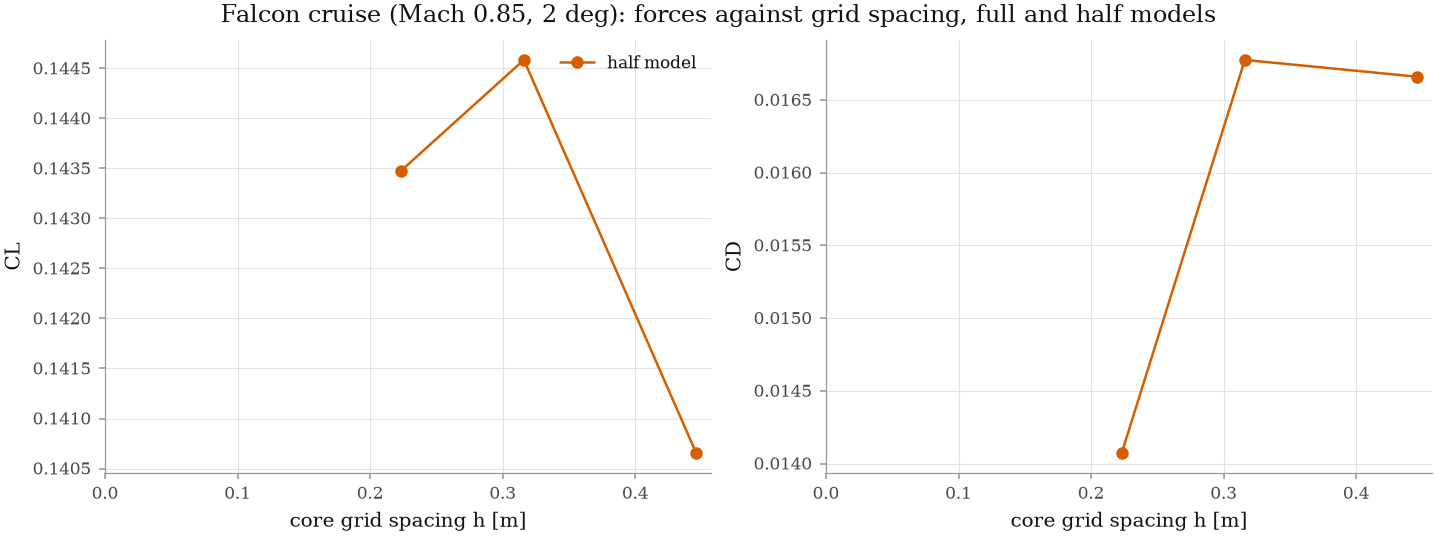 Falcon cruise (Mach 0.85, 2 deg): forces against grid spacing, full and half models
CL
0.1445
0.1440
0.1435
0.1430
0.1425
0.1420
0.1415
0.1410
0.1405
half model
0.0 0.1 0.2 0.3 0.4
core grid spacing h [m]
CD
0.0165
0.0160
0.0155
0.0150
0.0145
0.0140
0.0 0.1 0.2 0.3 0.4
core grid spacing h [m]